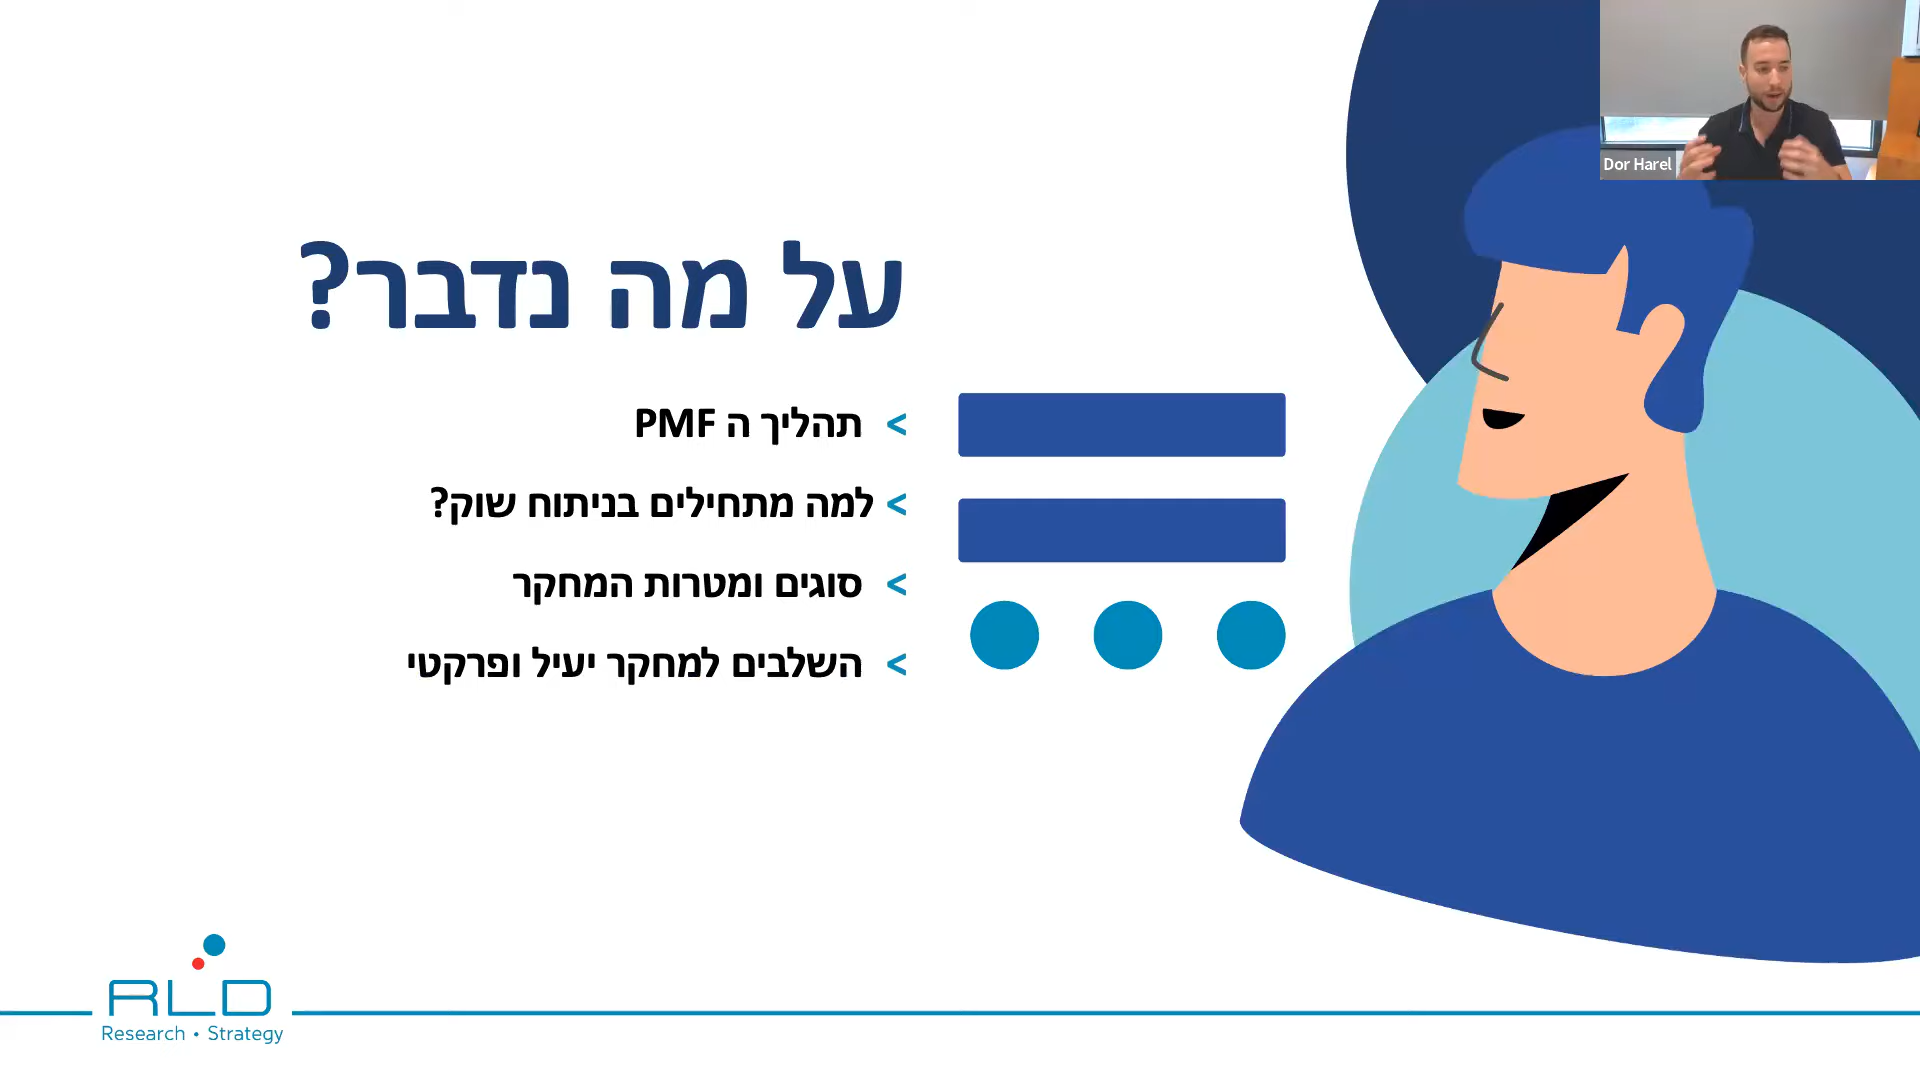 Dor Harel
על מה נדבר?
> תהליך ה PMF
> למה מתחילים בניתוח שוק?
> סוגים ומטרות המחקר
> השלבים למחקר יעיל ופרקטי
RLD
Research • Strategy